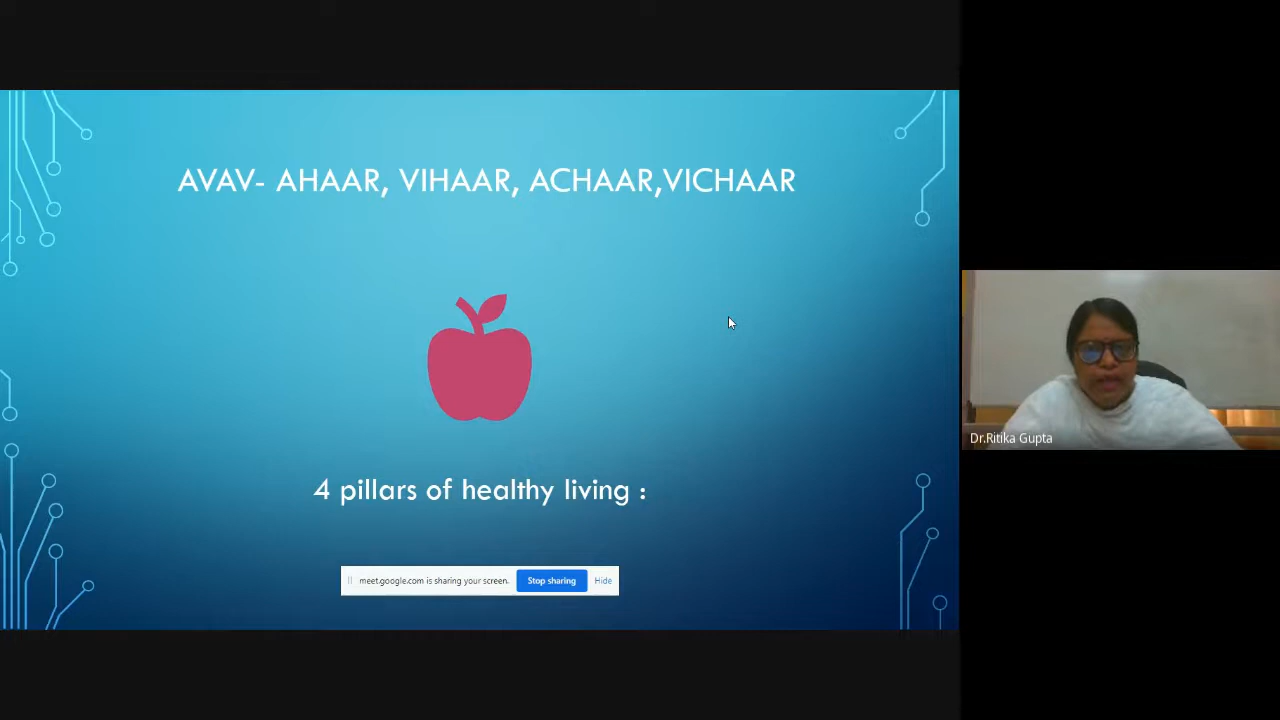 AVAV- AHAAR, VIHAAR, ACHAAR,VICHAAR
4 pillars of healthy living :
meet.google.com is sharing your screen. Stop sharing Hide
Dr.Ritika Gupta